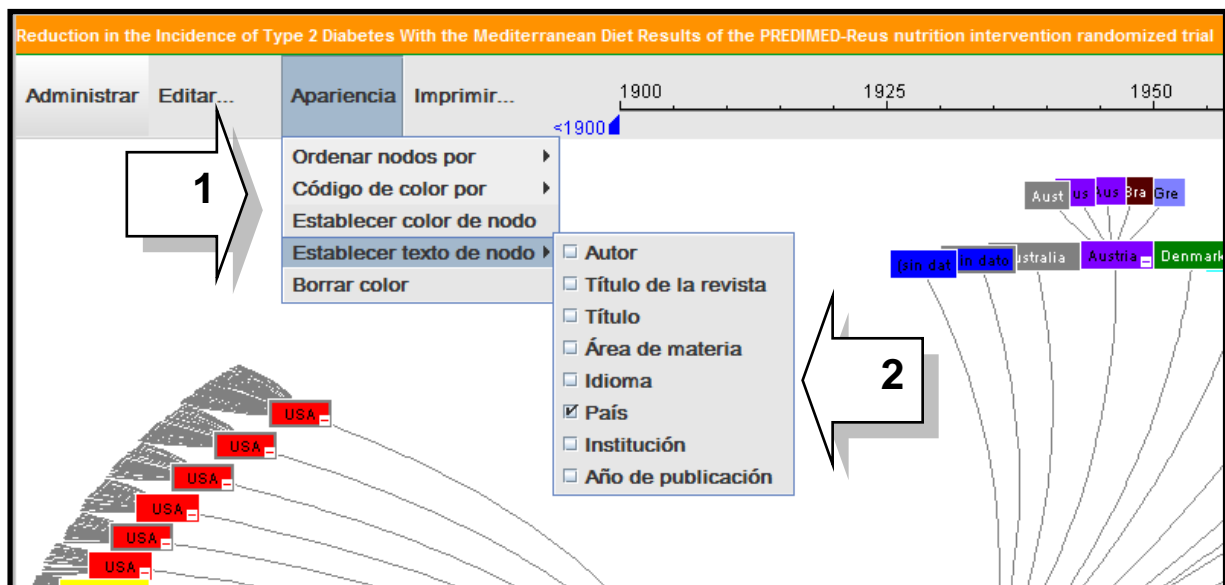 Reduction in the Incidence of Type 2 Diabetes With the Mediterranean Diet Results of the PREDIMED-Reus nutrition intervention randomized trial
Administrar Editar... Apariencia Imprimir...
1900 1925 1950
<1900
Ordenar nodos por
Código de color por
Establecer color de nodo
Establecer texto de nodo
Borrar color
1
Autor
Título de la revista
Título
Área de materia
Idioma
País
Institución
Año de publicación
2
Aust us Aus Bra Gre
(sin dat in dato ustralia Austria Denmark
USA
USA
USA
USA
USA
USA